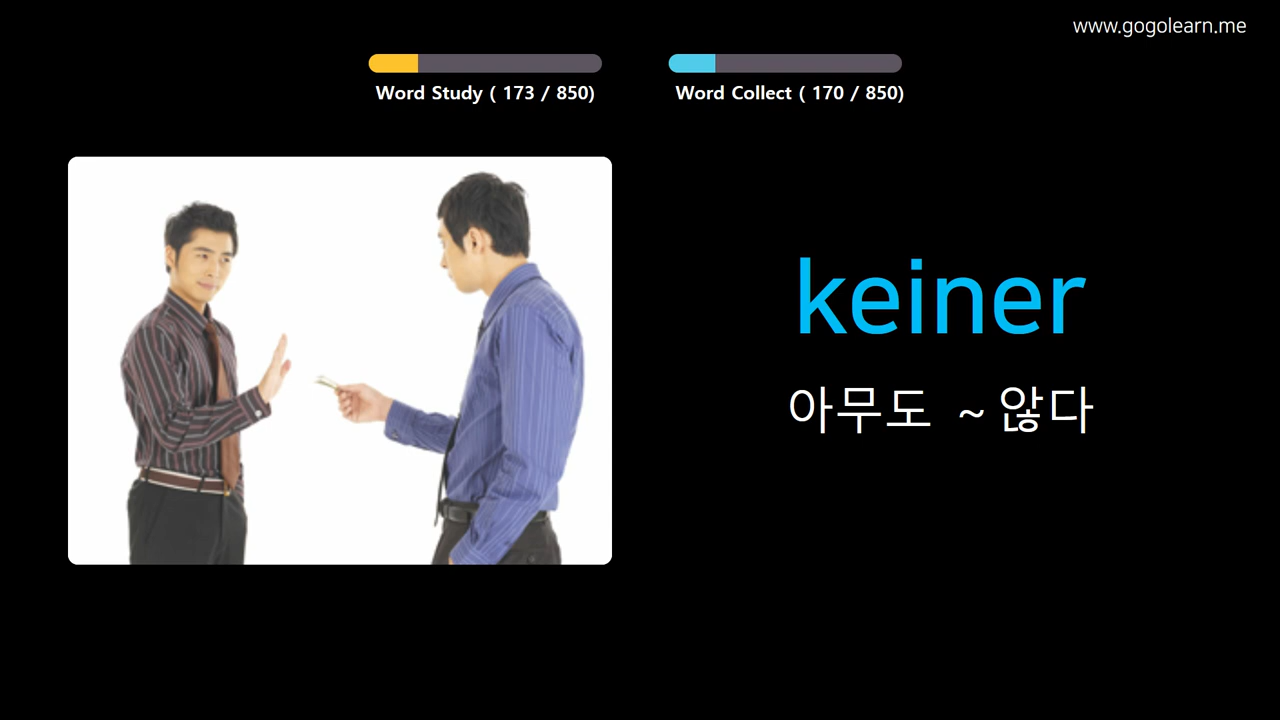 www.gogolearn.me
Word Study ( 173 / 850)
Word Collect ( 170 / 850)
keiner
아무도 ~ 않다